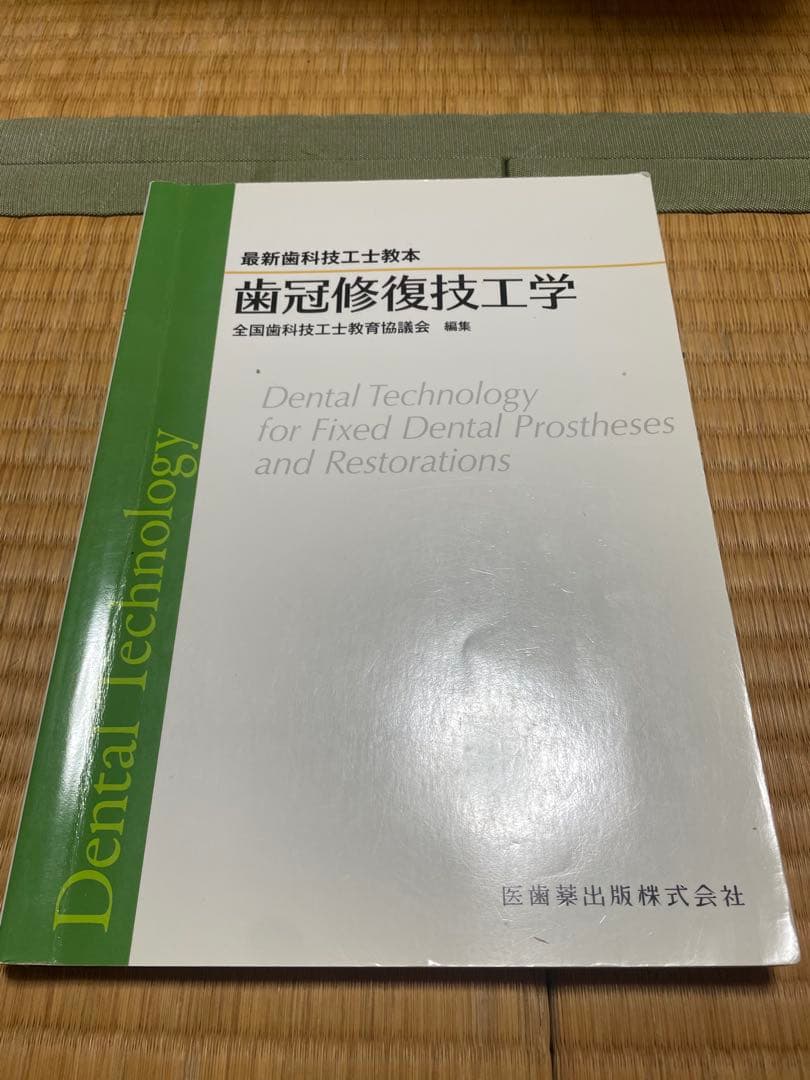 最新歯科技工士教本
歯冠修復技工学
全国歯科技工士教育協議会 編集
Dental Technology
for Fixed Dental Prostheses
and Restorations
Dental Technology
医歯薬出版株式会社